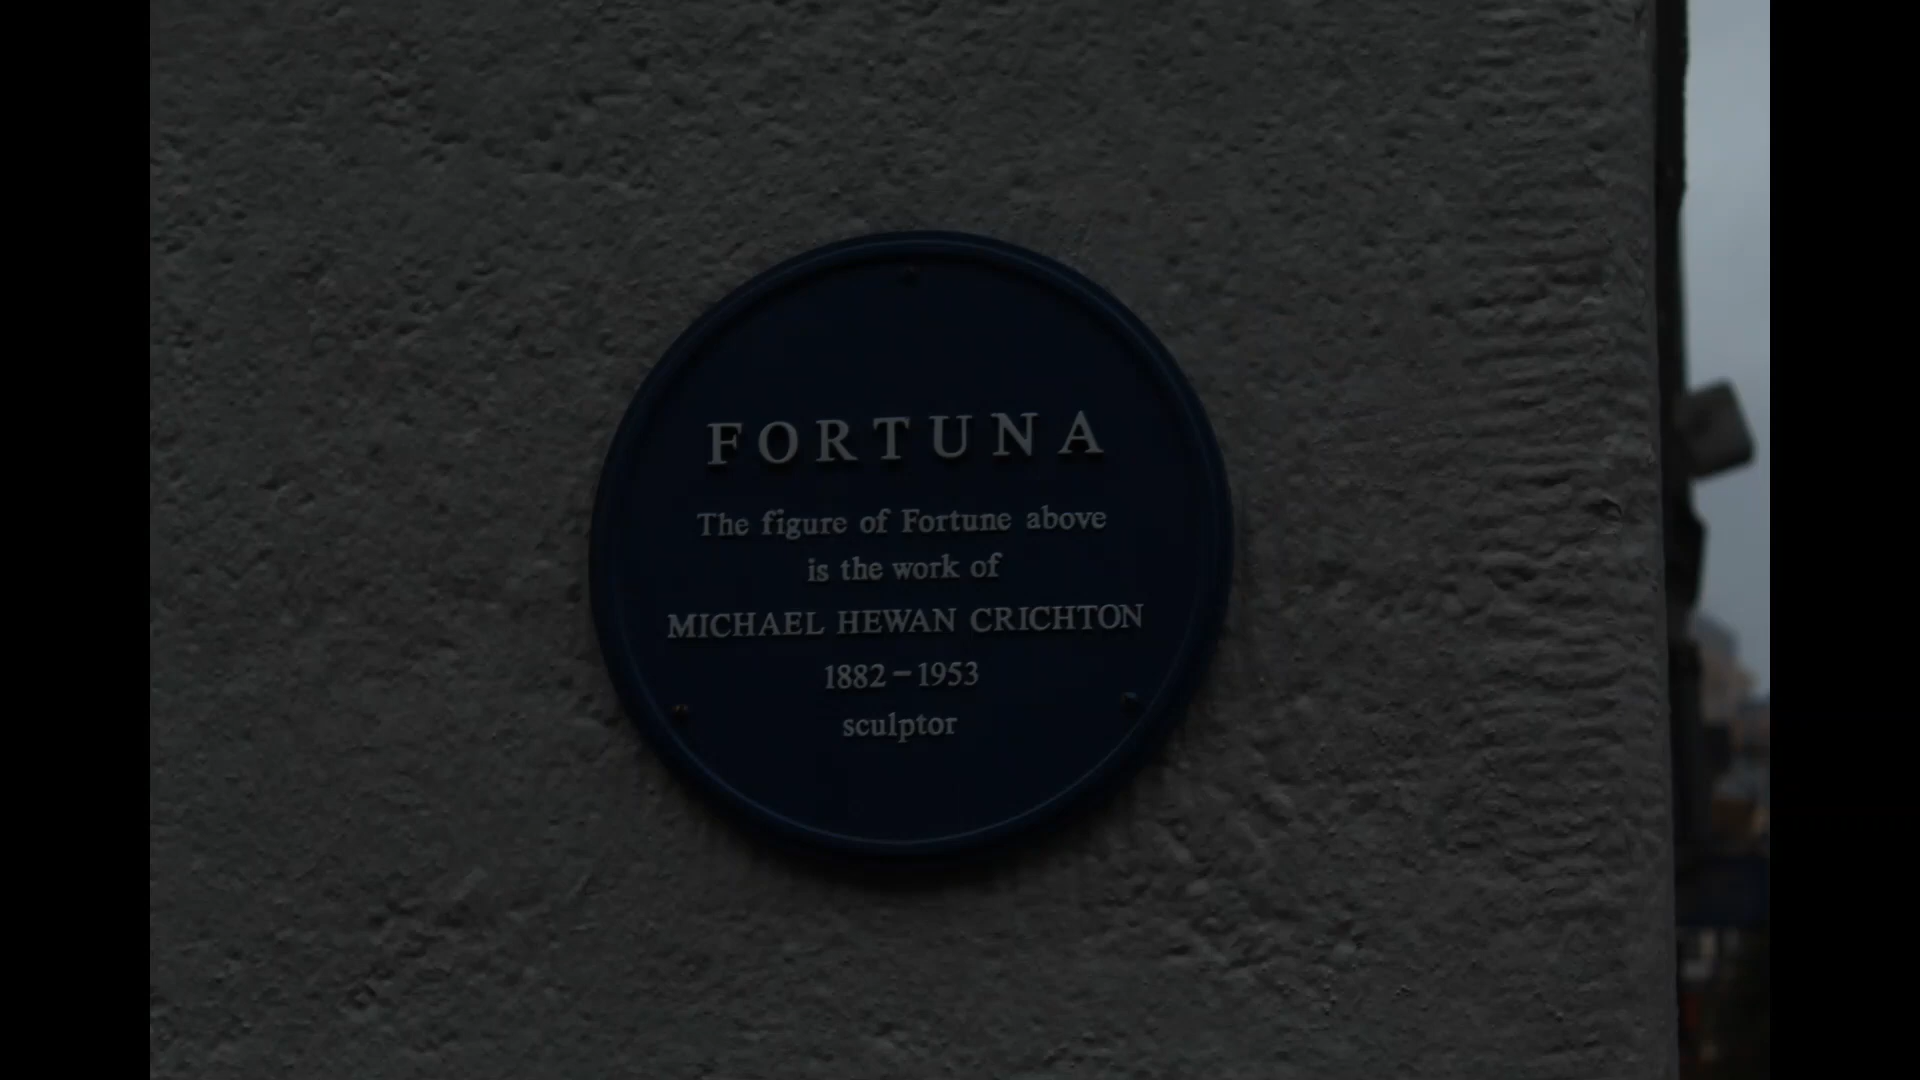 FORTUNA
The figure of Fortune above
is the work of
MICHAEL HEWAN CRICHTON
1882–1953
sculptor